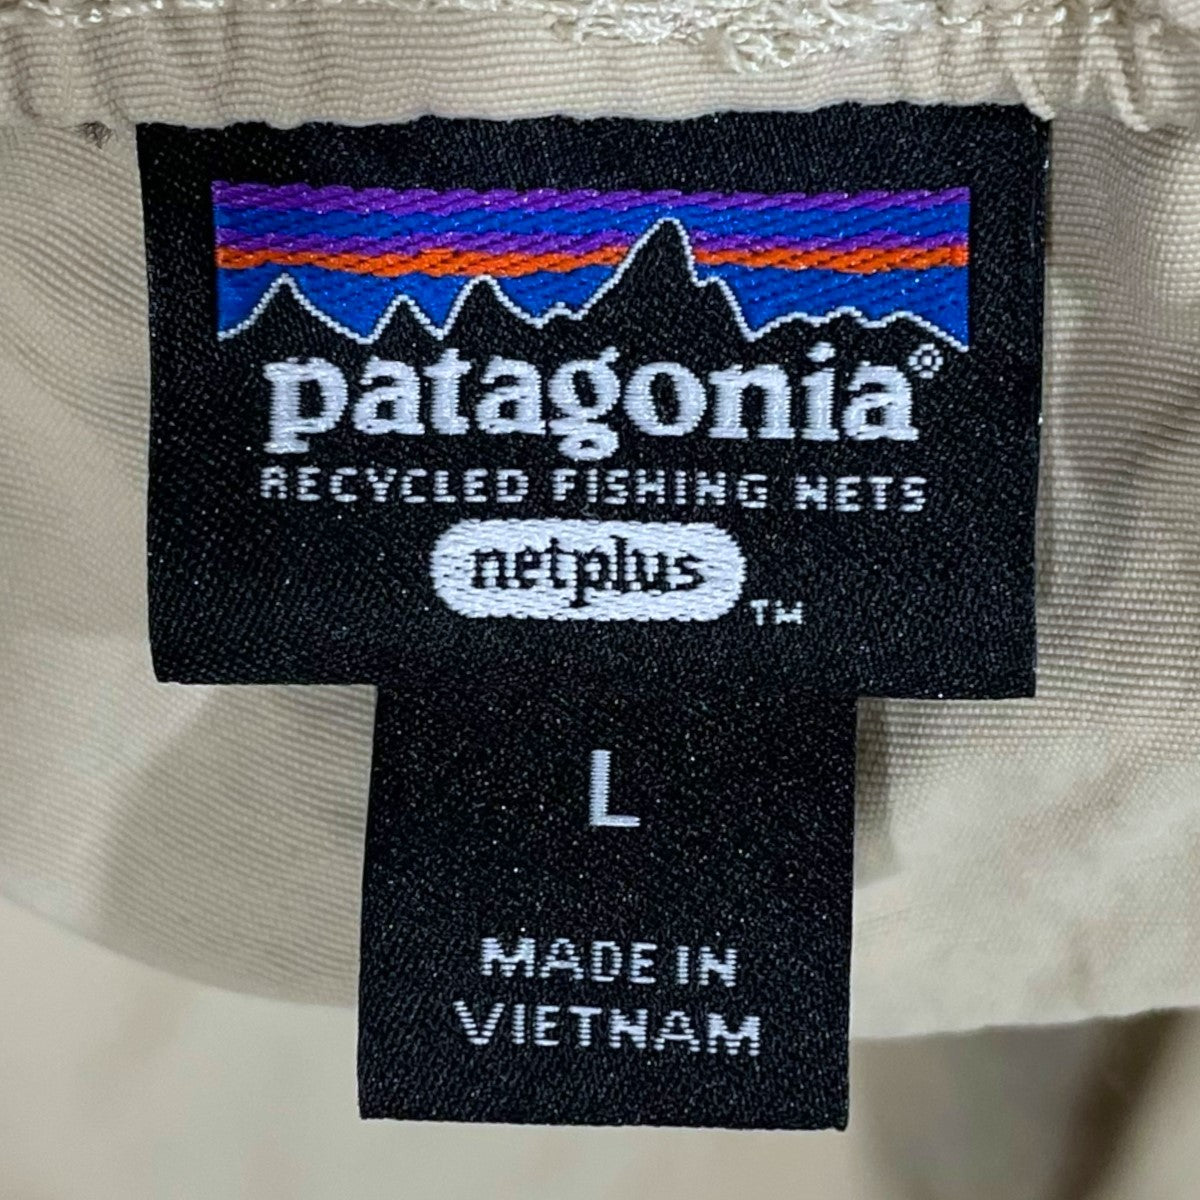 patagonia®
RECYCLED FISHING NETS
netplus
TM
L
MADE IN
VIETNAM